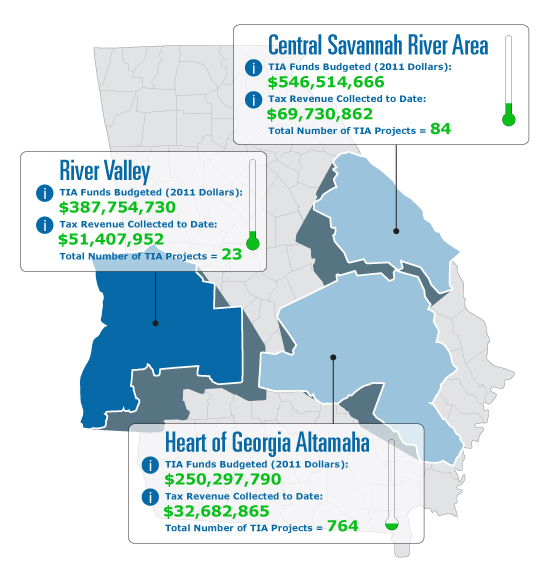 Central Savannah River Area
i TIA Funds Budgeted (2011 Dollars):
$546,514,666
i Tax Revenue Collected to Date:
$69,730,862
Total Number of TIA Projects = 84
River Valley
i TIA Funds Budgeted (2011 Dollars):
$387,754,730
i Tax Revenue Collected to Date:
$51,407,952
Total Number of TIA Projects = 23
Heart of Georgia Altamaha
i TIA Funds Budgeted (2011 Dollars):
$250,297,790
i Tax Revenue Collected to Date:
$32,682,865
Total Number of TIA Projects = 764